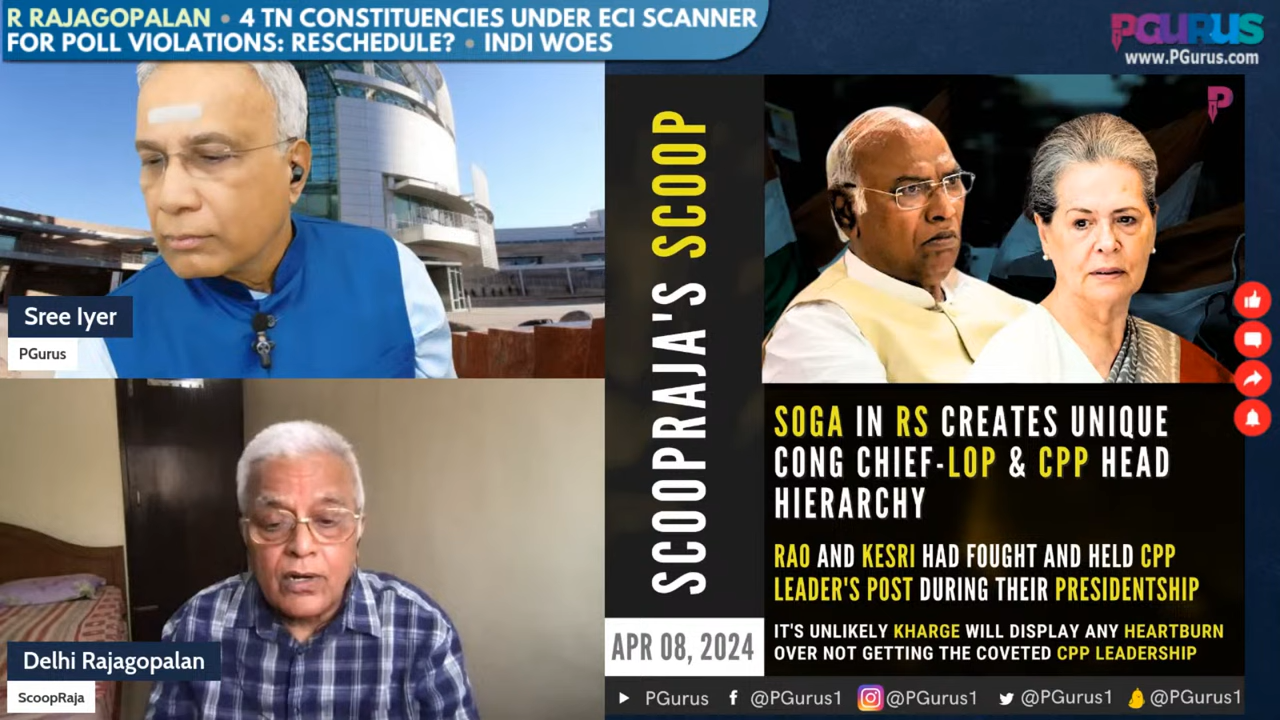 R RAJAGOPALAN • 4 TN CONSTITUENCIES UNDER ECI SCANNER
FOR POLL VIOLATIONS: RESCHEDULE? • INDI WOES
PGURUS
www.PGurus.com
Sree Iyer
PGurus
Delhi Rajagopalan
ScoopRaja
SCOOPRAJA'S SCOOP
APR 08, 2024
SOGA IN RS CREATES UNIQUE
CONG CHIEF-LOP & CPP HEAD
HIERARCHY
RAO AND KESRI HAD FOUGHT AND HELD CPP
LEADER'S POST DURING THEIR PRESIDENTSHIP
IT'S UNLIKELY KHARGE WILL DISPLAY ANY HEARTBURN
OVER NOT GETTING THE COVETED CPP LEADERSHIP
PGurus @PGurus1 @PGurus1 @PGurus1 @PGurus1